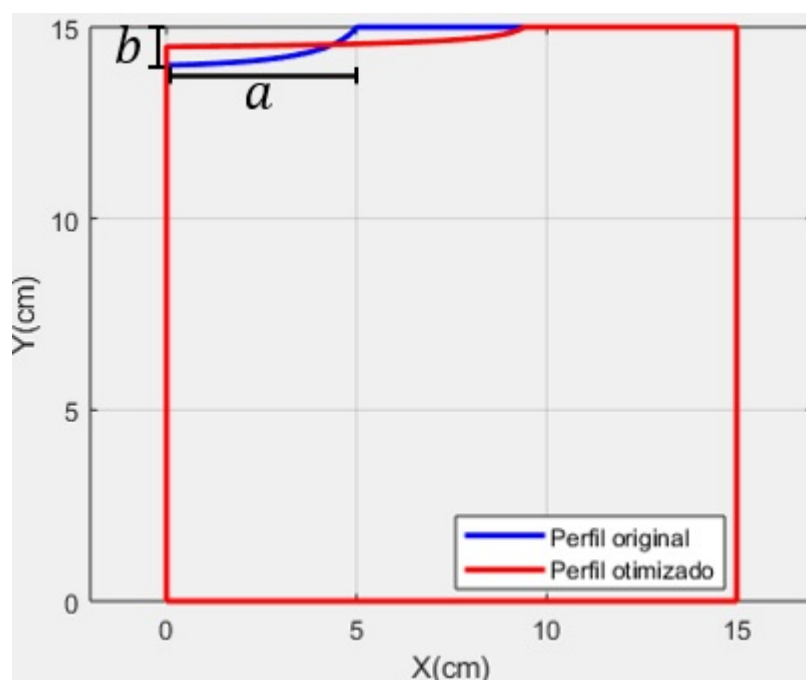 15
b
a
10
Y(cm)
5
Perfil original
Perfil otimizado
0
0 5 10 15
X(cm)